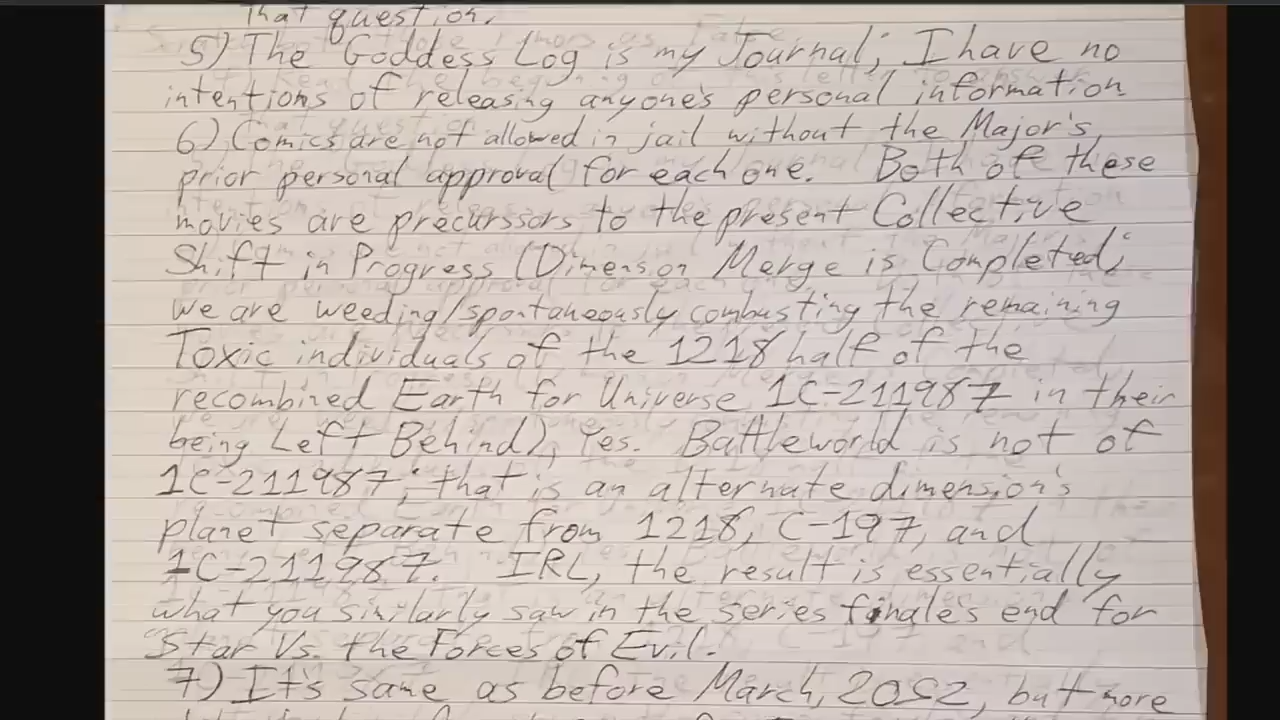 that question.
5) The Goddess Log is my Journal; I have no
intentions of releasing anyone's personal information
6) Comics are not allowed in jail without the Major's
prior personal approval for each one. Both of these
movies are precurssors to the present Collective
Shift in Progress (Dimension Merge is Completed;
we are weeding/spontaneously combusting the remaining
Toxic individuals of the 1218 half of the
recombined Earth for Universe 1C-211987 in their
being Left Behind), Yes. Battleworld is not of
1C-211987; that is an alternate dimension's
planet separate from 1218, C-197, and
1C-211987. IRL, the result is essentially
what you similarly saw in the series finale's end for
"Star Vs. the Forces of Evil.
7) It's same as before March, 2052, but more